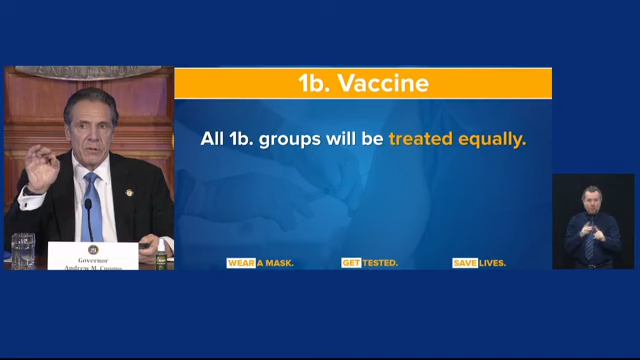 1b. Vaccine
All 1b. groups will be treated equally.
WEAR A MASK.
GET TESTED.
SAVE LIVES.
Governor
Andrew M. Cuomo